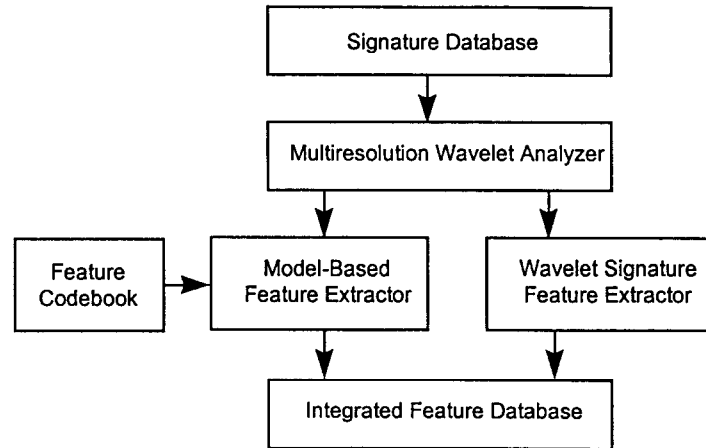 Signature Database
Multiresolution Wavelet Analyzer
Feature
Codebook
Model-Based
Feature Extractor
Wavelet Signature
Feature Extractor
Integrated Feature Database